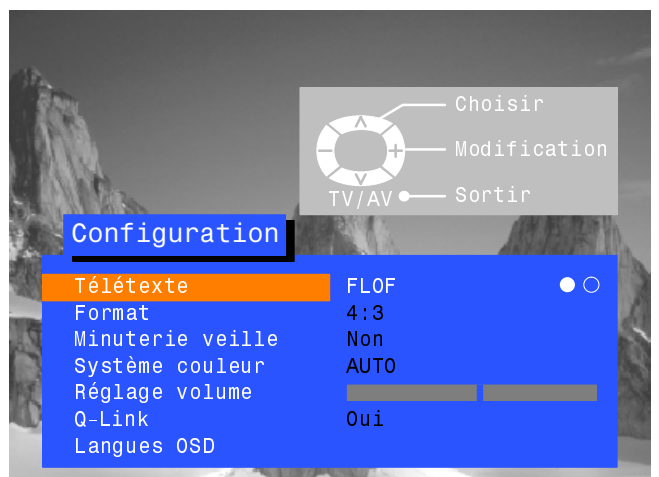 Choisir
Modification
TV/AV Sortir
Configuration
Télétexte FLOF
Format 4:3
Minuterie veille Non
Système couleur AUTO
Réglage volume
Q-Link Oui
Langues OSD